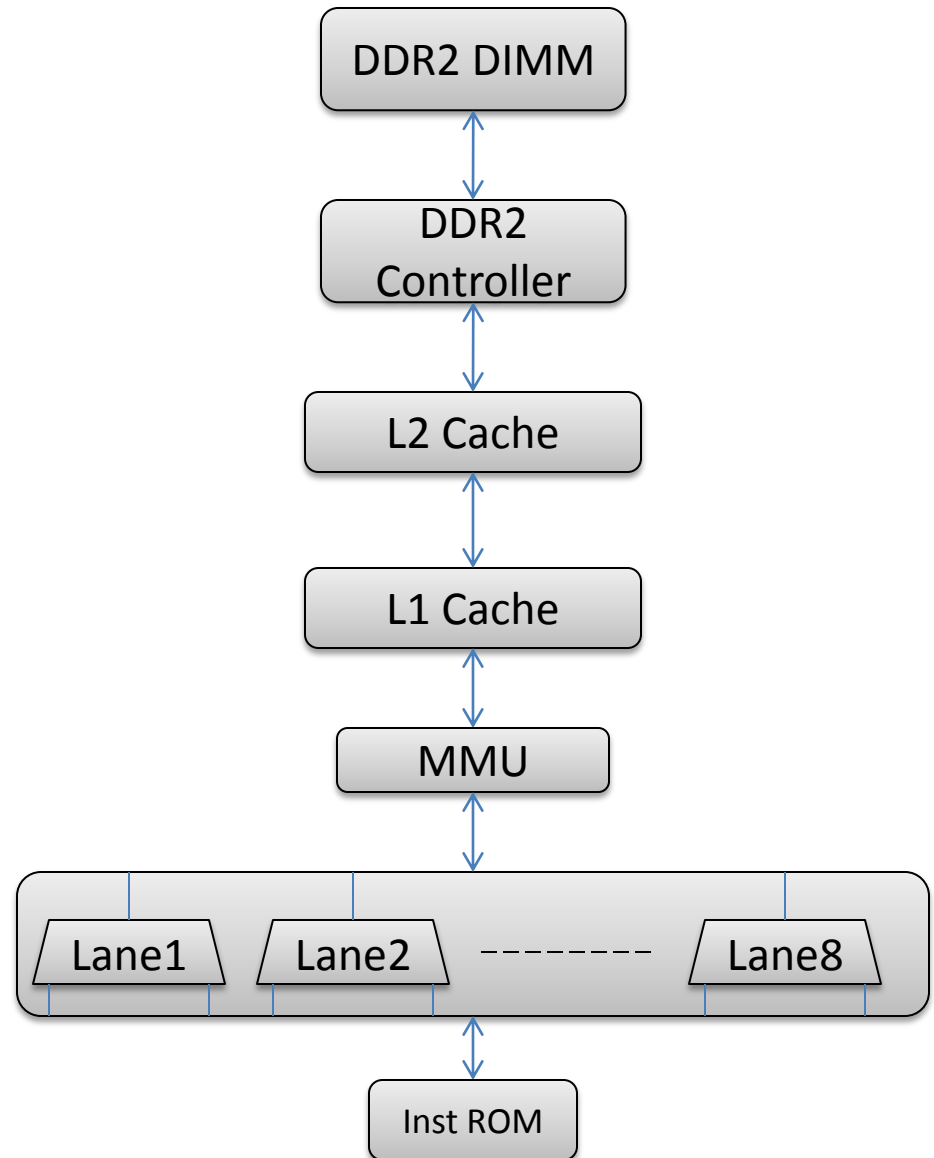 DDR2 DIMM
DDR2
Controller
L2 Cache
L1 Cache
MMU
Lane1
Lane2
Lane8
Inst ROM